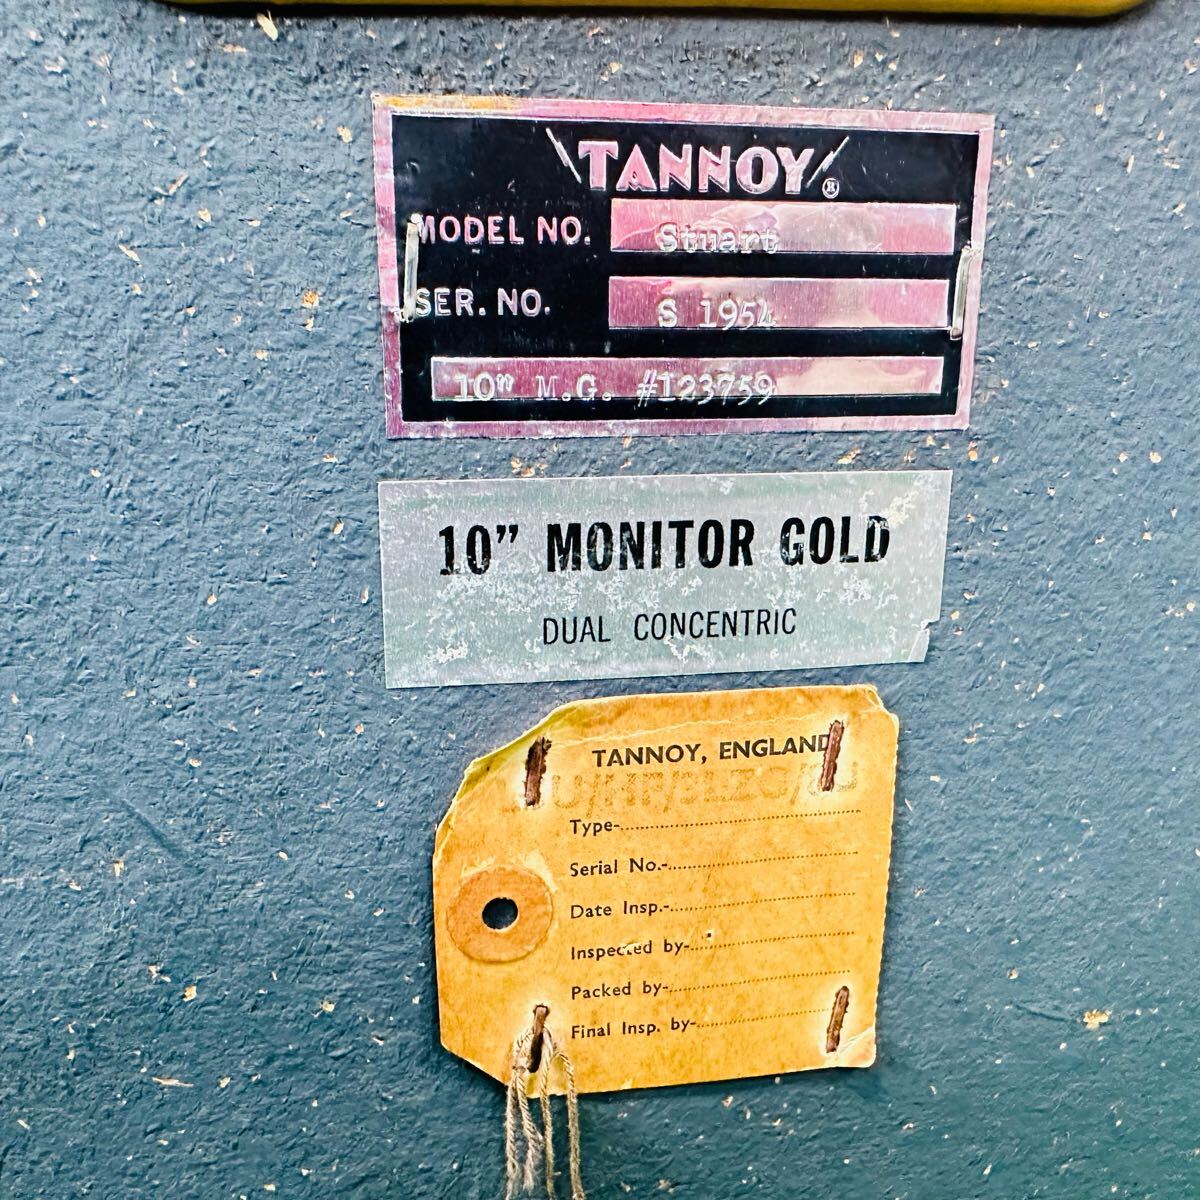 TANNOY®
MODEL NO. Stuart
SER. NO. S 1954
10" M.G. #123759
10" MONITOR GOLD
DUAL CONCENTRIC
TANNOY, ENGLAND
Type-
Serial No.-
Date Insp.-
Inspected by-
Packed by-
Final Insp. by-